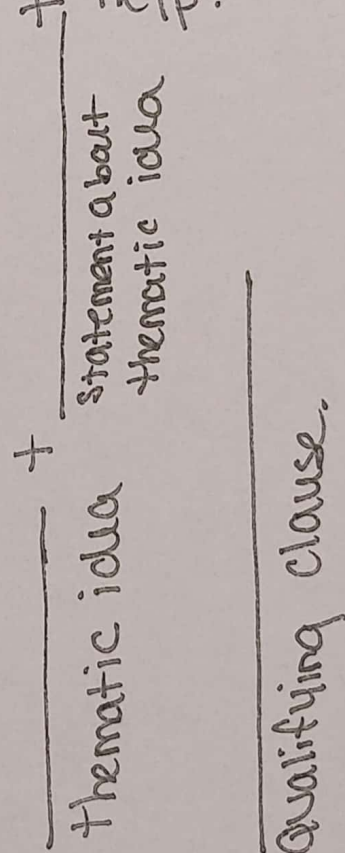 + +
Thematic idea
statement about
thematic idea
Qualifying clause.